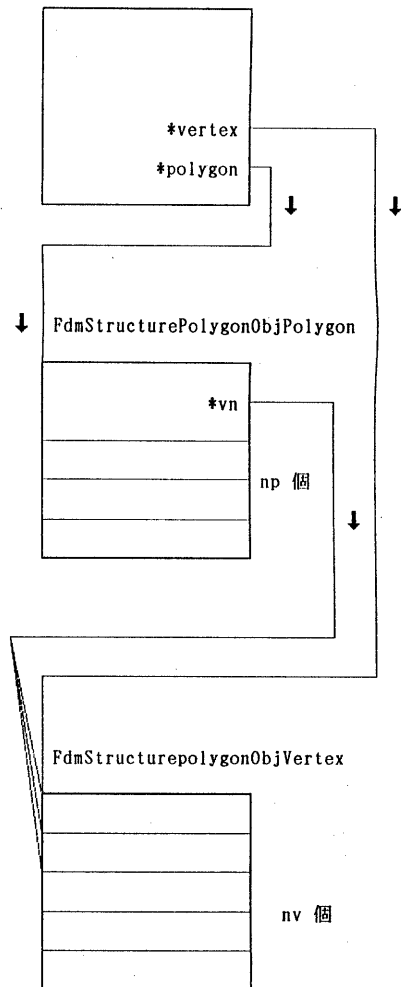 *vertex
*polygon
↓ ↓
↓ FdmStructurePolygonObjPolygon
*vn
np 個
↓
FdmStructurepolygonObjVertex
nv 個